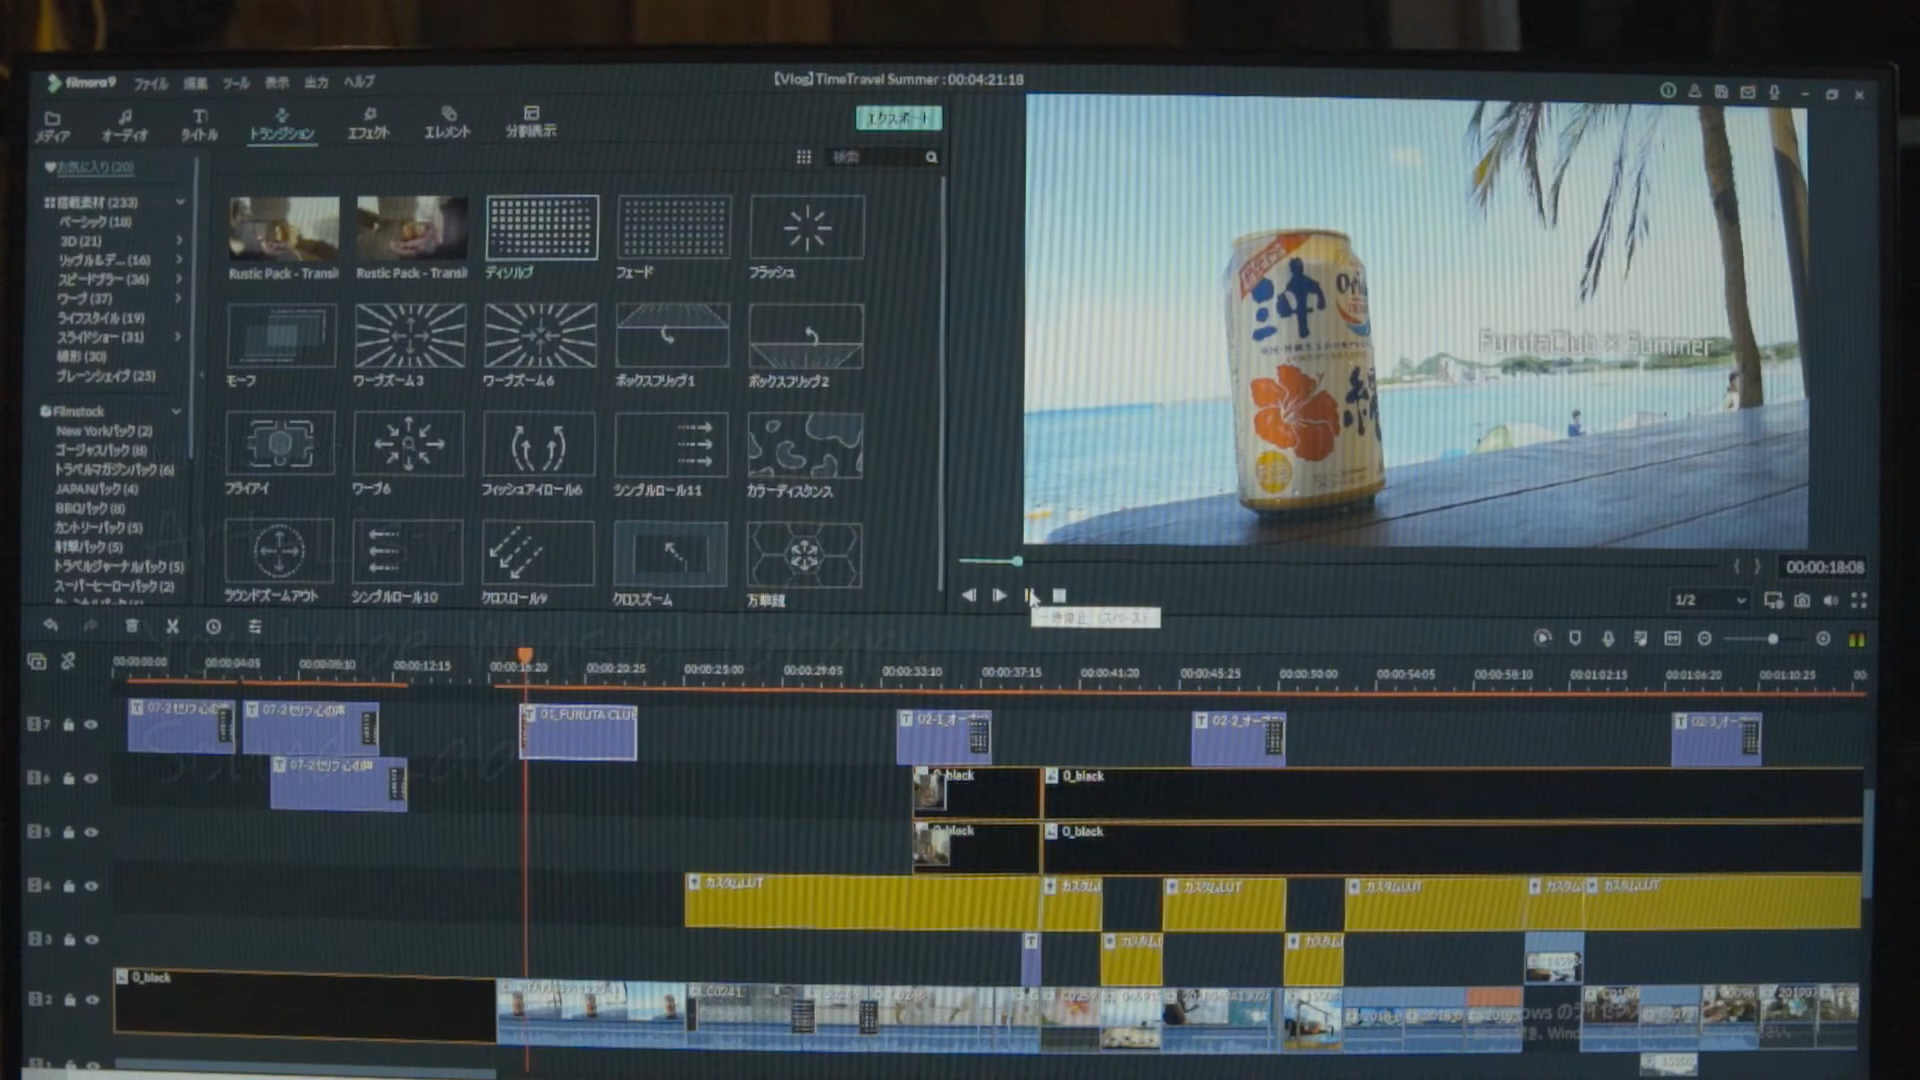 filmora9 ファイル 編集 ツール 表示 出力 ヘルプ
【Vlog】TimeTravel Summer : 00:04:21:18
メディア オーディオ タイトル トランジション エフェクト エレメント 分割表示
エクスポート
検索
お気に入り (20)
搭載素材 (233)
ベーシック (18)
3D (21)
リップル&デ... (16)
スピードブラー (36)
ワープ (37)
ライフスタイル (19)
スライドショー (31)
線形 (30)
プレーンシェイプ (25)
Filmstock
New Yorkパック (2)
ゴージャスパック (8)
トラベルマガジンパック (6)
JAPANパック (4)
BBQパック (8)
カントリーパック (5)
射撃パック (5)
トラベルジャーナルパック (5)
スーパーヒーローパック (2)
Rustic Pack - Transit
Rustic Pack - Transit
ディゾルブ
フェード
フラッシュ
モーフ
ワープズーム3
ワープズーム6
ボックスフリップ1
ボックスフリップ2
フライアイ
ワープ6
フィッシュアイロール6
シンプルロール11
カラーディスタンス
ラウンドズームアウト
シンプルロール10
クロスロール9
クロスズーム
万華鏡
沖
縄
FurutaClub × Summer
00:00:18:08
1/2
一時停止 (スペース)
00:00:00:00 00:00:04:05 00:00:08:10 00:00:12:15 00:00:16:20 00:00:20:25 00:00:25:00 00:00:29:05 00:00:33:10 00:00:37:15 00:00:41:20 00:00:45:25 00:00:50:00 00:00:54:05 00:00:58:10 00:01:02:15 00:01:06:20 00:01:10:25
7 07-2セリフ心の声 07-2セリフ心の声 01_FURUTA CLUB 02-1_オー 02-2_オー 02-3_オー
07-2セリフ心の声
6 0_black 0_black
5 0_black 0_black
4 カスタムLUT カスタムL カスタムLUT カスタムLUT カスタム カスタムLUT
3 カスタムL カスタムL
2 0_black C0241 C0259